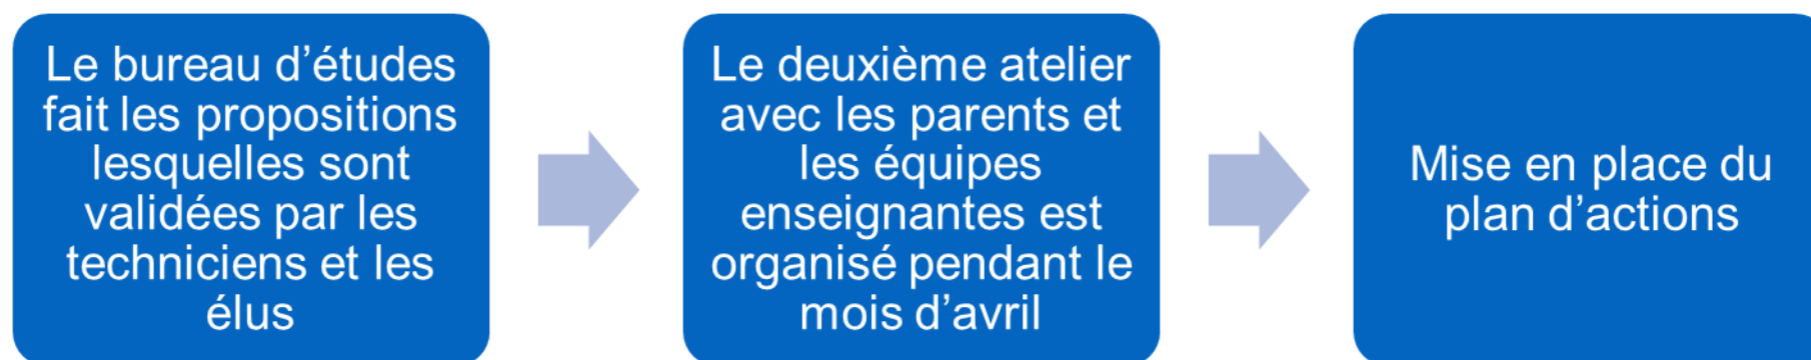 Le bureau d’études
fait les propositions
lesquelles sont
validées par les
techniciens et les
élus
Le deuxième atelier
avec les parents et
les équipes
enseignantes est
organisé pendant le
mois d’avril
Mise en place du
plan d’actions